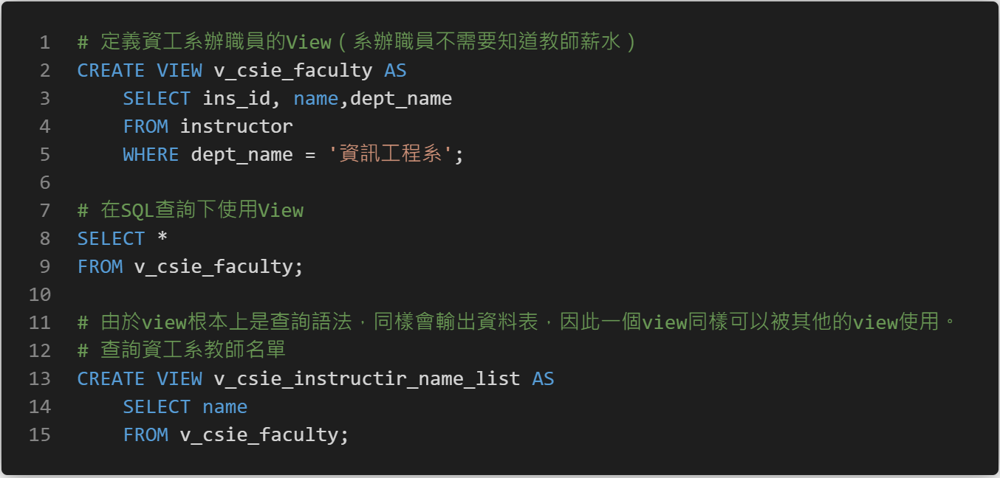 1 # 定義資工系辦職員的View（系辦職員不需要知道教師薪水）
2 CREATE VIEW v_csie_faculty AS
3     SELECT ins_id, name,dept_name
4     FROM instructor
5     WHERE dept_name = '資訊工程系';
6
7 # 在SQL查詢下使用View
8 SELECT *
9 FROM v_csie_faculty;
10
11 # 由於view根本上是查詢語法，同樣會輸出資料表，因此一個view同樣可以被其他的view使用。
12 # 查詢資工系教師名單
13 CREATE VIEW v_csie_instructir_name_list AS
14     SELECT name
15     FROM v_csie_faculty;